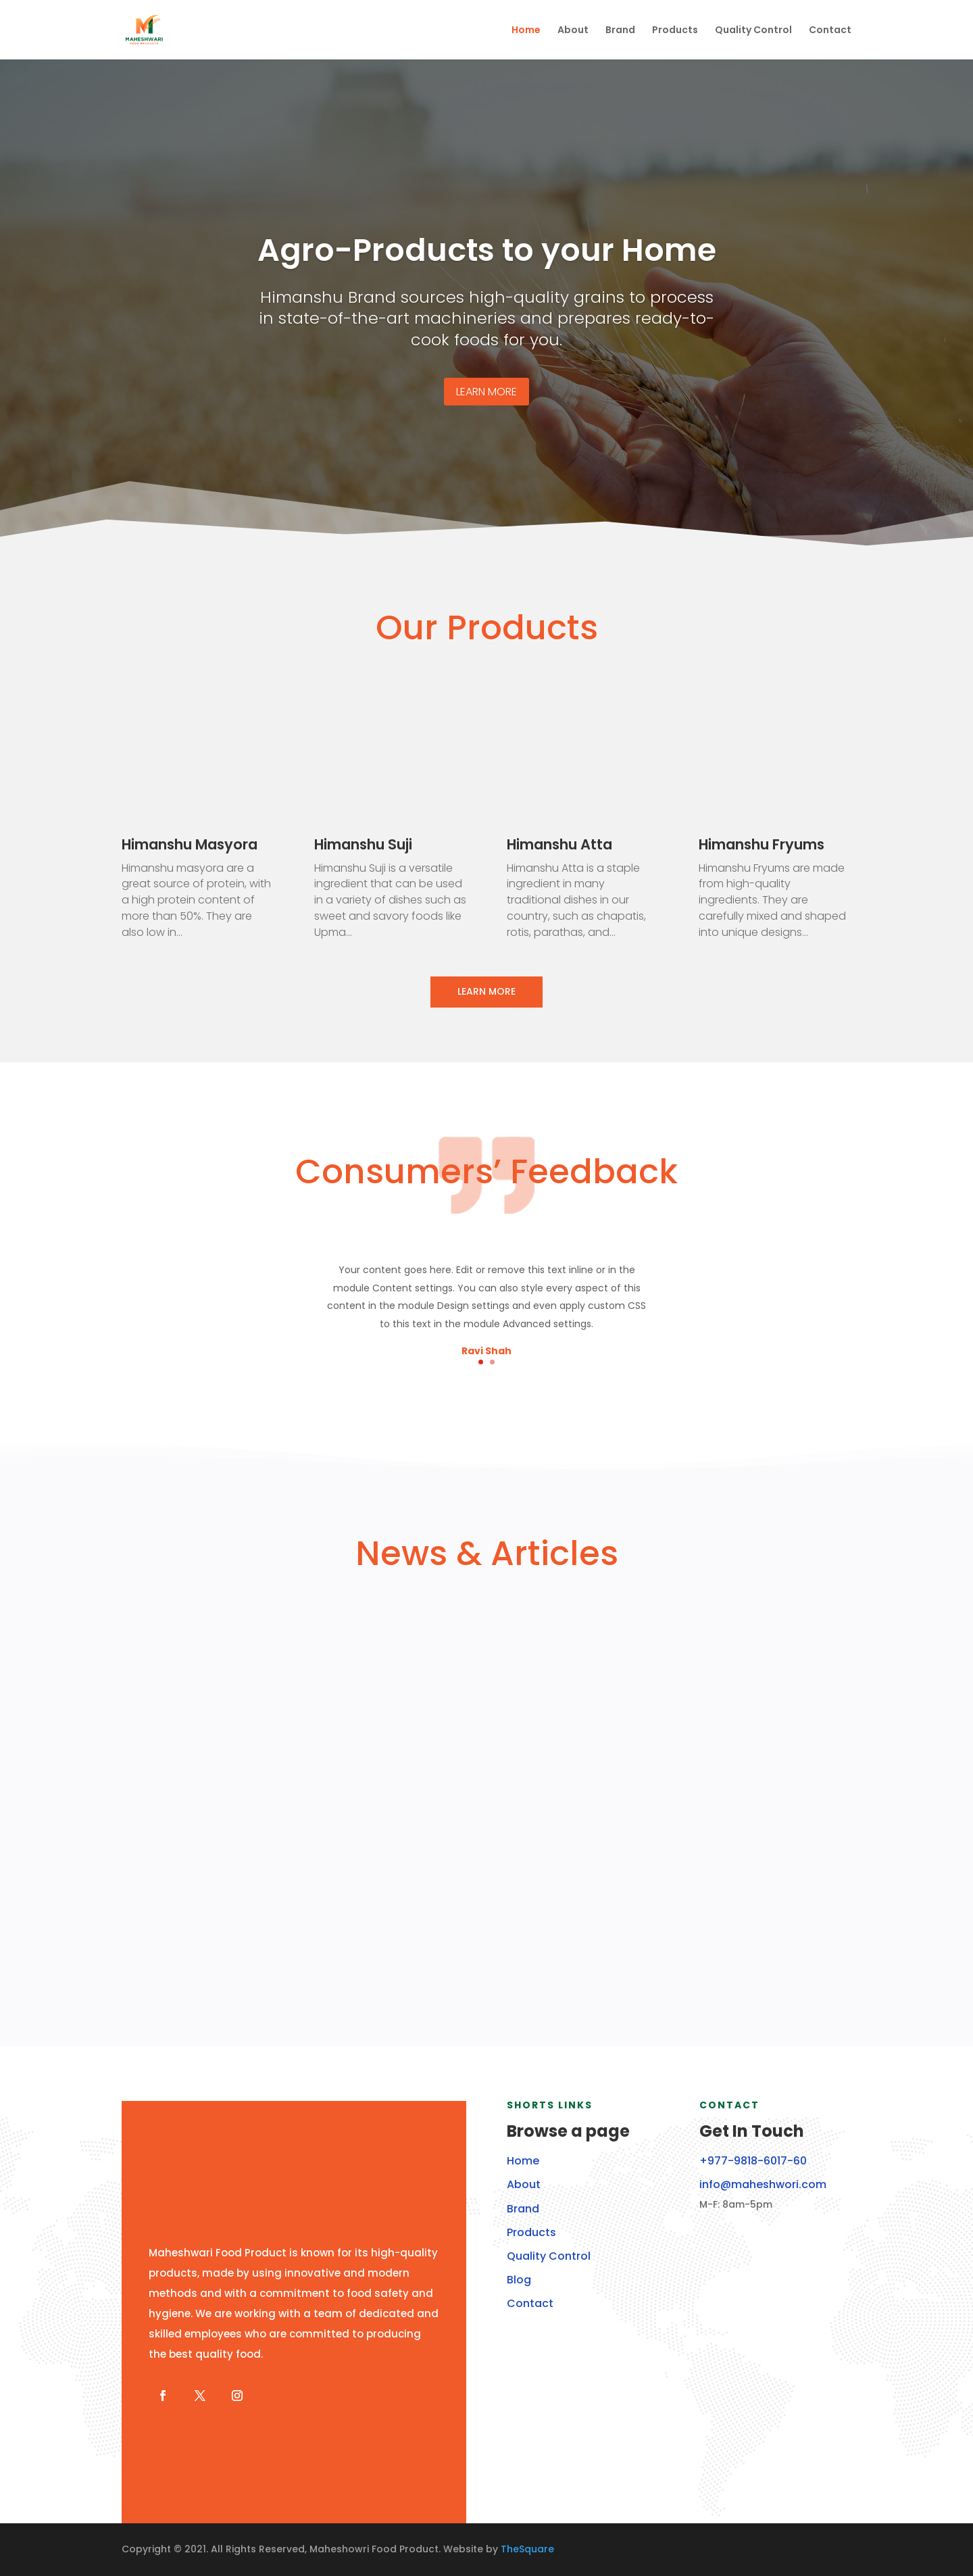 MAHESHWARI
FOOD PRODUCTS
Home About Brand Products Quality Control Contact
Agro-Products to your Home
Himanshu Brand sources high-quality grains to process
in state-of-the-art machineries and prepares ready-to-
cook foods for you.
LEARN MORE
Our Products
Himanshu Masyora
Himanshu masyora are a
great source of protein, with
a high protein content of
more than 50%. They are
also low in...
Himanshu Suji
Himanshu Suji is a versatile
ingredient that can be used
in a variety of dishes such as
sweet and savory foods like
Upma...
Himanshu Atta
Himanshu Atta is a staple
ingredient in many
traditional dishes in our
country, such as chapatis,
rotis, parathas, and...
Himanshu Fryums
Himanshu Fryums are made
from high-quality
ingredients. They are
carefully mixed and shaped
into unique designs...
LEARN MORE
Consumers’ Feedback
Your content goes here. Edit or remove this text inline or in the
module Content settings. You can also style every aspect of this
content in the module Design settings and even apply custom CSS
to this text in the module Advanced settings.
Ravi Shah
News & Articles
Maheshwari Food Product is known for its high-quality
products, made by using innovative and modern
methods and with a commitment to food safety and
hygiene. We are working with a team of dedicated and
skilled employees who are committed to producing
the best quality food.
SHORTS LINKS
Browse a page
Home
About
Brand
Products
Quality Control
Blog
Contact
CONTACT
Get In Touch
+977-9818-6017-60
info@maheshwori.com
M-F: 8am-5pm
Copyright © 2021. All Rights Reserved, Maheshowri Food Product. Website by TheSquare